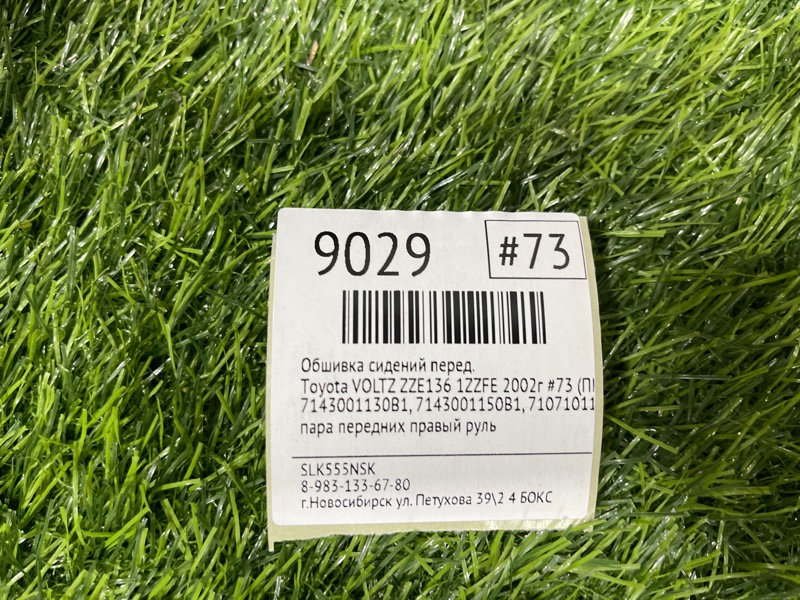 9029
#73
Обшивка сидений перед.
Toyota VOLTZ ZZE136 1ZZFE 2002г #73
7143001130B1, 7143001150B1,
пара передних правый руль
SLK555NSK
8-983-133-67-80
г.Новосибирск ул. Петухова 39\2 4 БОКС